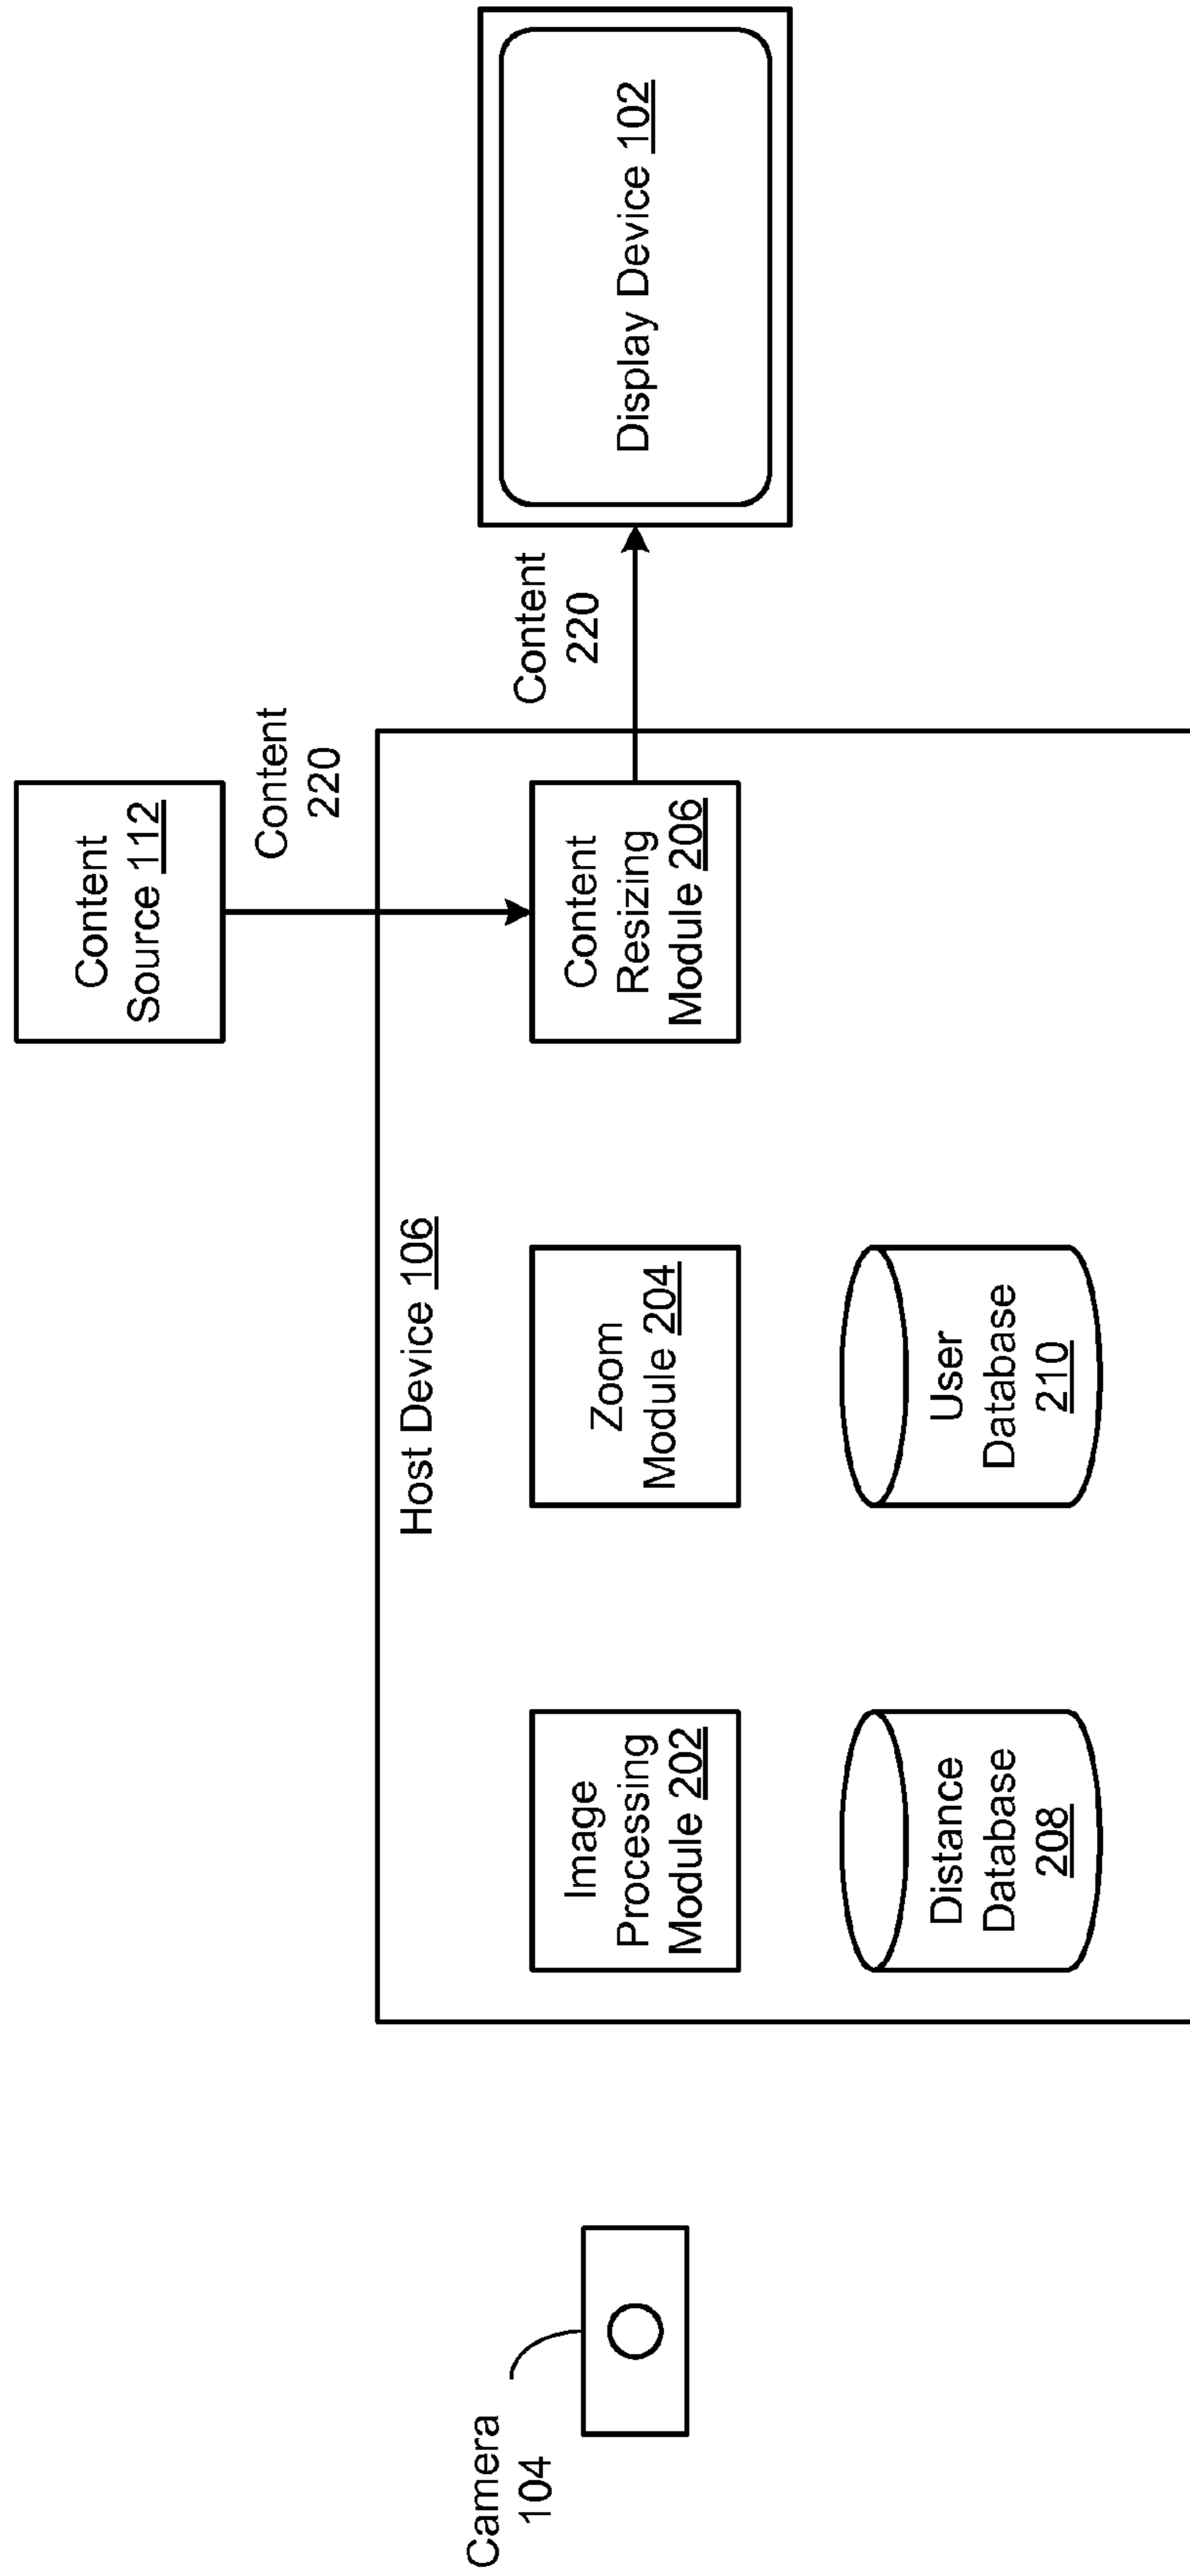 Content
Source 112
Content
220
Host Device 106
Camera
104
Image
Processing
Module 202
Zoom
Module 204
Content
Resizing
Module 206
Content
220
Display Device 102
Distance
Database
208
User
Database
210